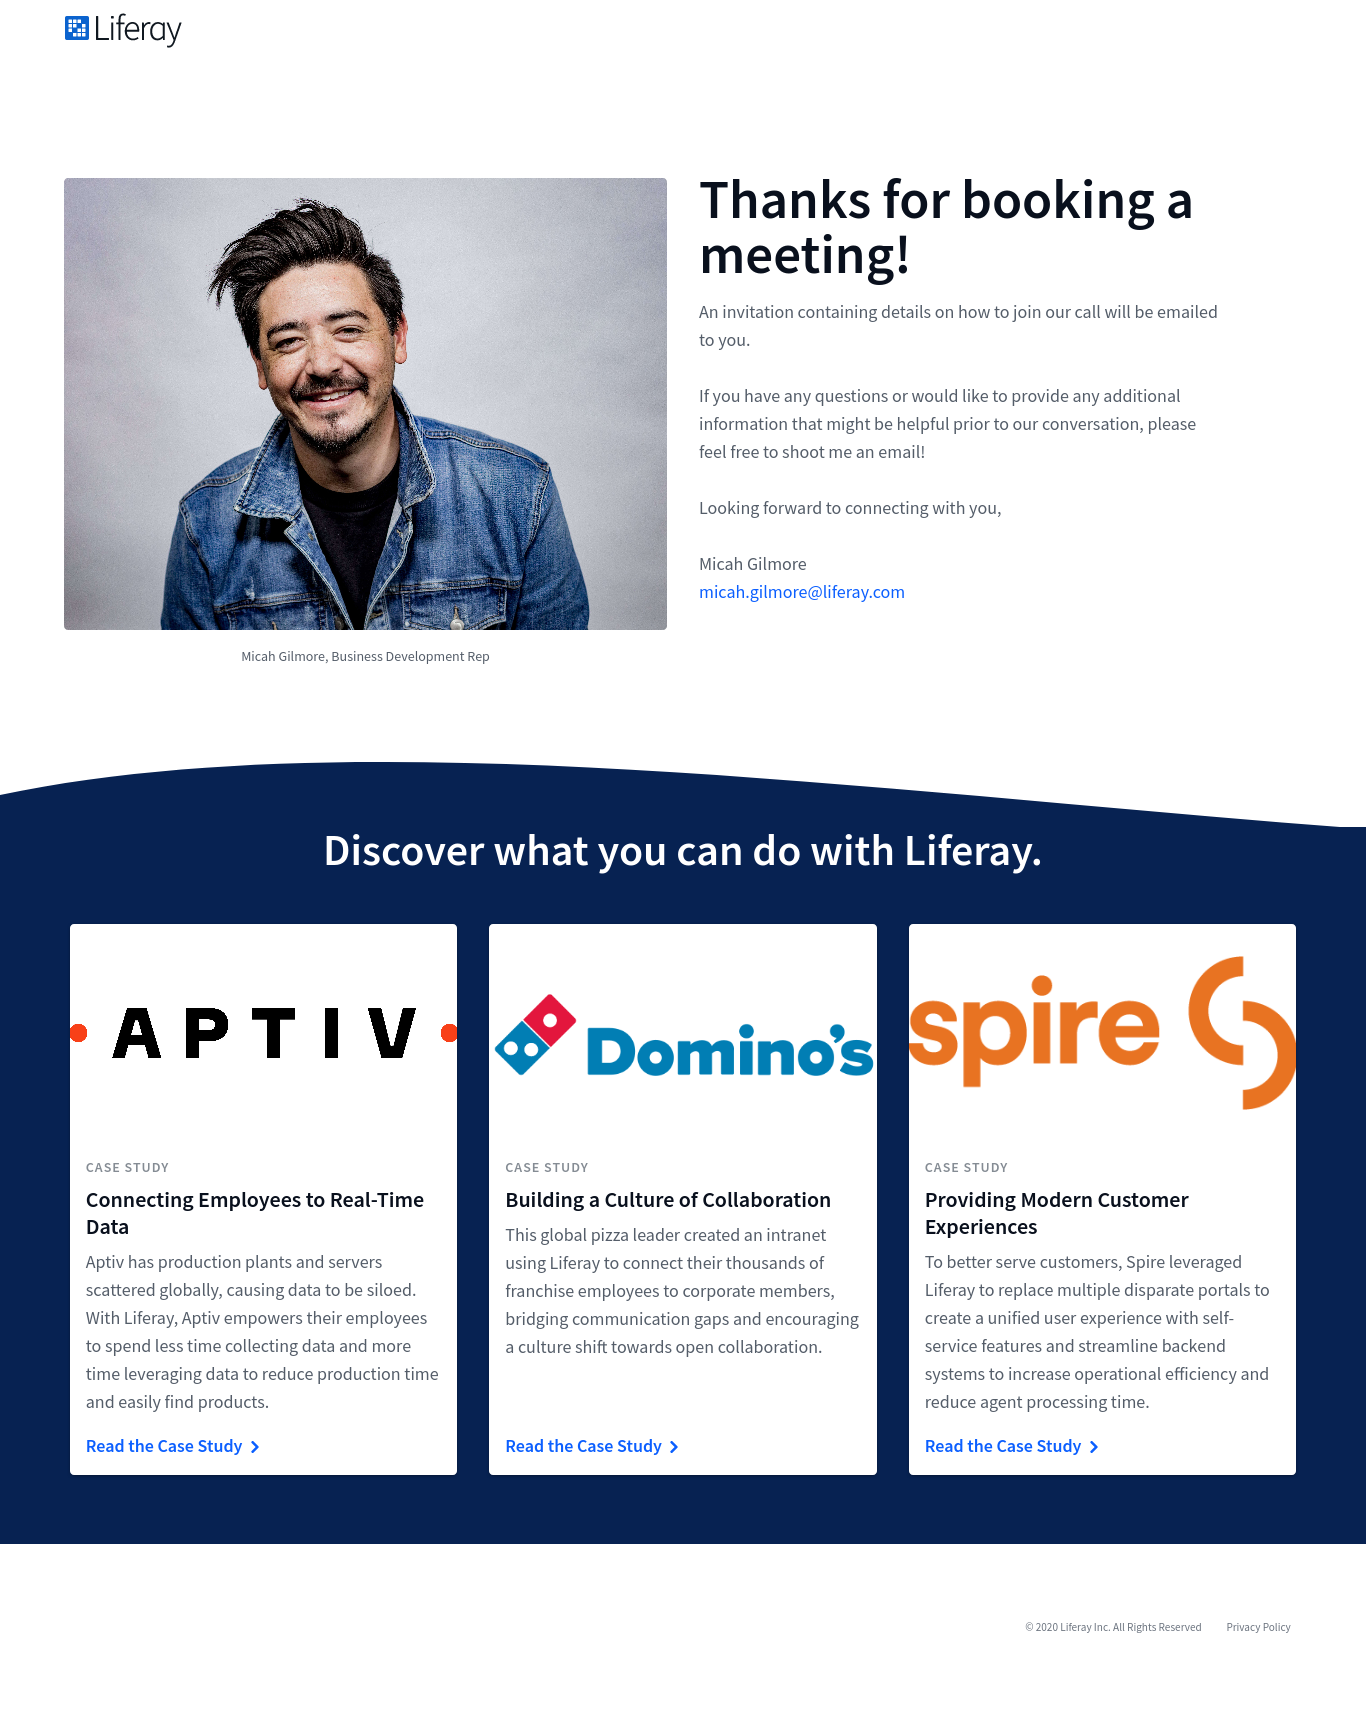 Liferay
Thanks for booking a
meeting!
An invitation containing details on how to join our call will be emailed
to you.
If you have any questions or would like to provide any additional
information that might be helpful prior to our conversation, please
feel free to shoot me an email!
Looking forward to connecting with you,
Micah Gilmore
micah.gilmore@liferay.com
Micah Gilmore, Business Development Rep
Discover what you can do with Liferay.
APTIV
CASE STUDY
Connecting Employees to Real-Time
Data
Aptiv has production plants and servers
scattered globally, causing data to be siloed.
With Liferay, Aptiv empowers their employees
to spend less time collecting data and more
time leveraging data to reduce production time
and easily find products.
Read the Case Study
Domino's
CASE STUDY
Building a Culture of Collaboration
This global pizza leader created an intranet
using Liferay to connect their thousands of
franchise employees to corporate members,
bridging communication gaps and encouraging
a culture shift towards open collaboration.
Read the Case Study
spire
CASE STUDY
Providing Modern Customer
Experiences
To better serve customers, Spire leveraged
Liferay to replace multiple disparate portals to
create a unified user experience with self-
service features and streamline backend
systems to increase operational efficiency and
reduce agent processing time.
Read the Case Study
© 2020 Liferay Inc. All Rights Reserved Privacy Policy